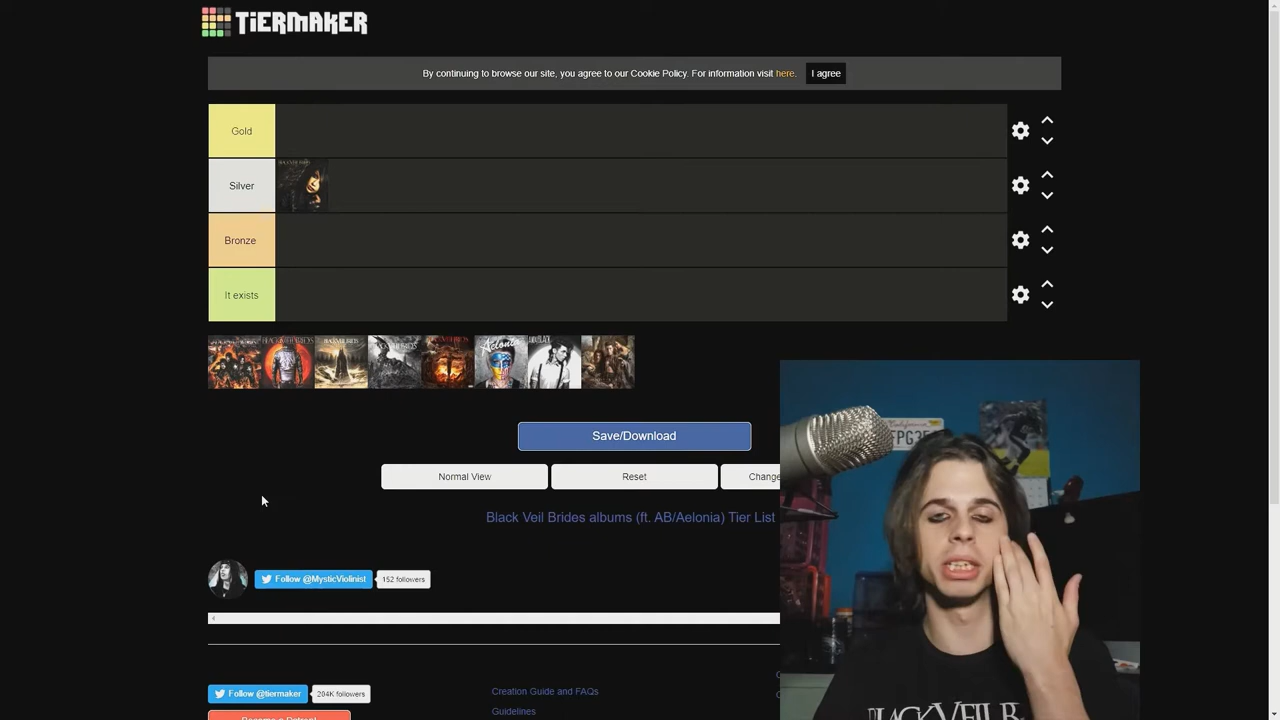 TiERMAKER
By continuing to browse our site, you agree to our Cookie Policy. For information visit here. I agree
Gold
Silver
Bronze
It exists
Save/Download
Normal View Reset Change
Black Veil Brides albums (ft. AB/Aelonia) Tier List
Follow @MysticViolinist 152 followers
Follow @tiermaker 204K followers
Creation Guide and FAQs
Guidelines